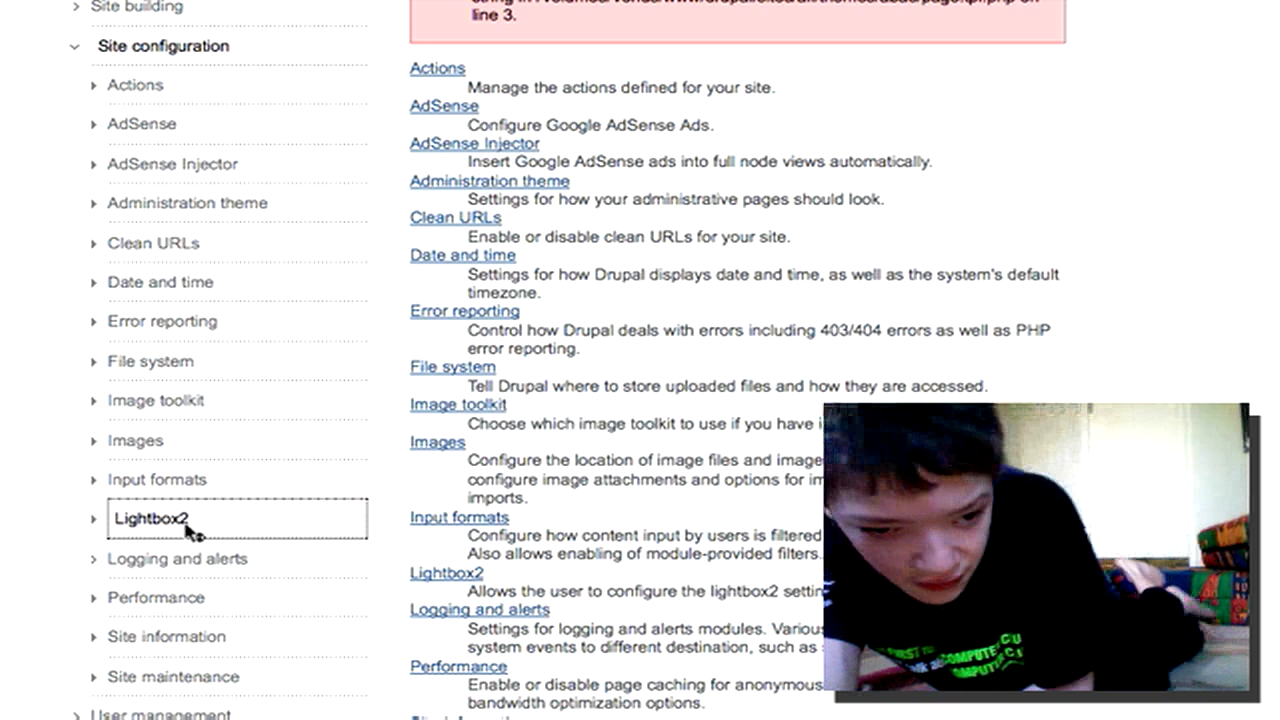 Site building
Site configuration
Actions
AdSense
AdSense Injector
Administration theme
Clean URLs
Date and time
Error reporting
File system
Image toolkit
Images
Input formats
Lightbox2
Logging and alerts
Performance
Site information
Site maintenance
User management
line 3.
Actions
Manage the actions defined for your site.
AdSense
Configure Google AdSense Ads.
AdSense Injector
Insert Google AdSense ads into full node views automatically.
Administration theme
Settings for how your administrative pages should look.
Clean URLs
Enable or disable clean URLs for your site.
Date and time
Settings for how Drupal displays date and time, as well as the system's default
timezone.
Error reporting
Control how Drupal deals with errors including 403/404 errors as well as PHP
error reporting.
File system
Tell Drupal where to store uploaded files and how they are accessed.
Image toolkit
Choose which image toolkit to use if you have
Images
Configure the location of image files and image
configure image attachments and options for
imports.
Input formats
Configure how content input by users is filtered
Also allows enabling of module-provided filters.
Lightbox2
Allows the user to configure the lightbox2
Logging and alerts
Settings for logging and alerts modules. Various
system events to different destination, such as
Performance
Enable or disable page caching for anonymous
bandwidth optimization options.
COMPUTER